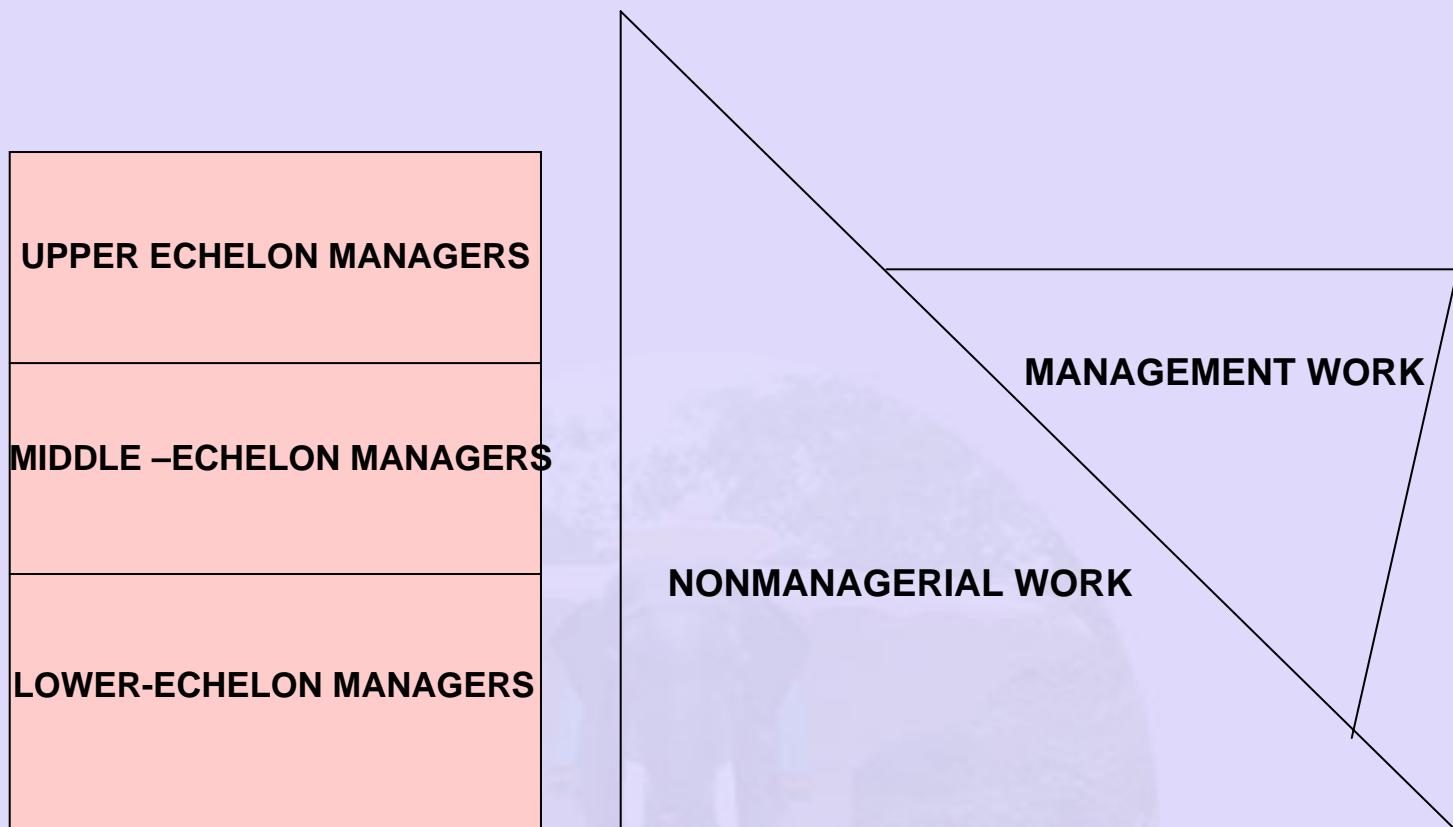 UPPER ECHELON MANAGERS
MANAGEMENT WORK
MIDDLE –ECHELON MANAGERS
NONMANAGERIAL WORK
LOWER-ECHELON MANAGERS